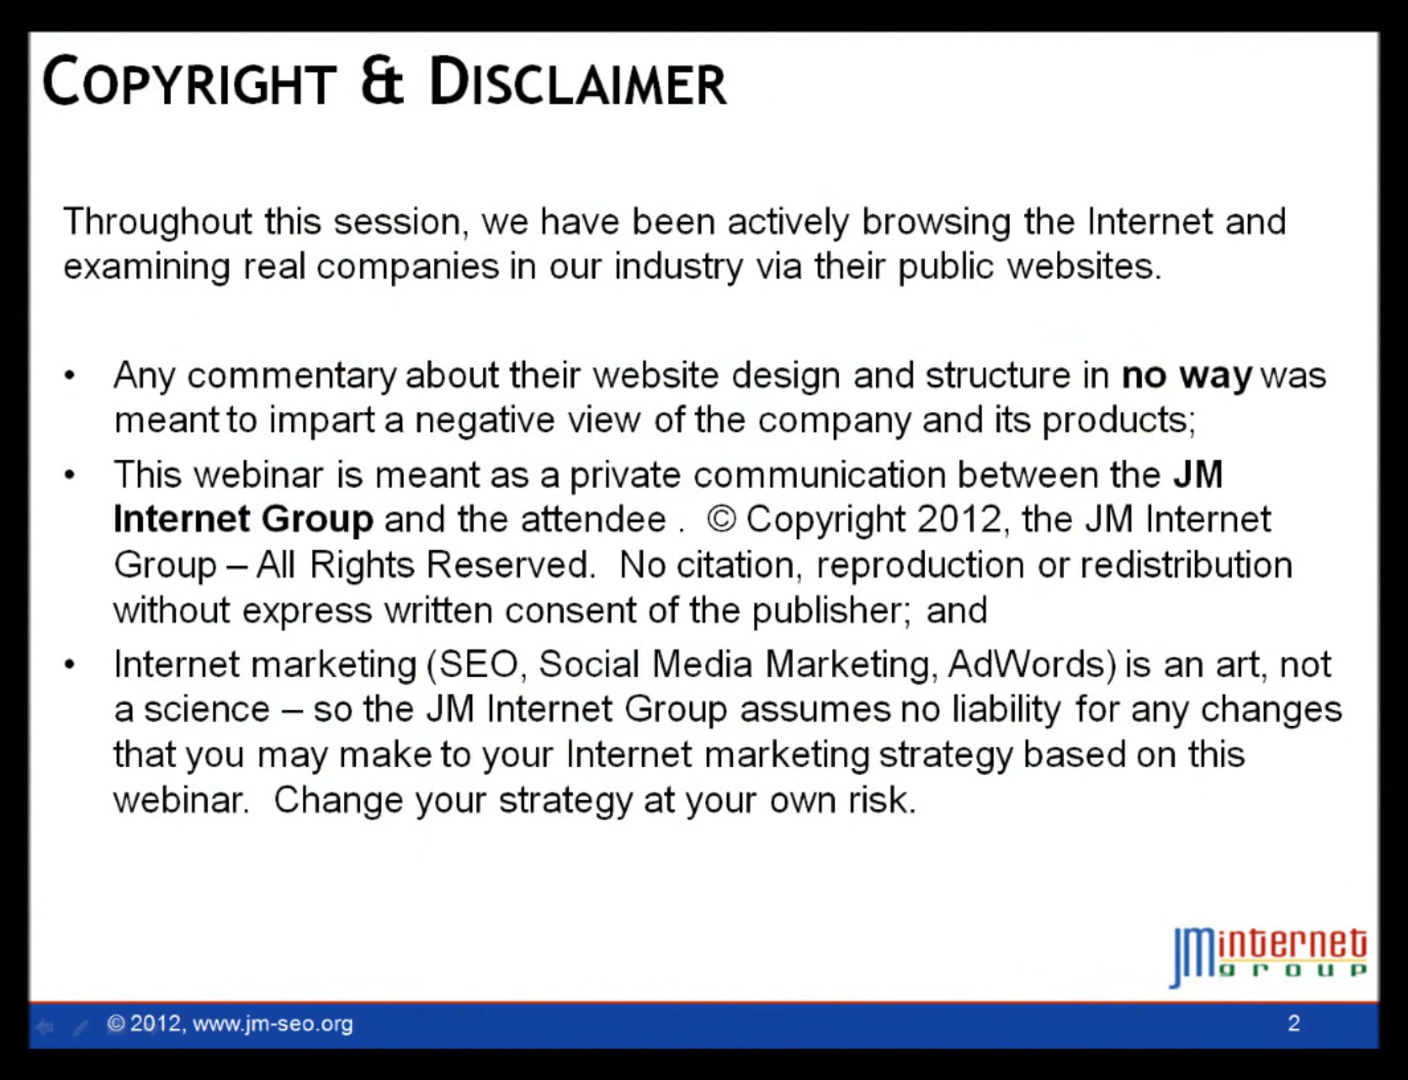 COPYRIGHT & DISCLAIMER
Throughout this session, we have been actively browsing the Internet and
examining real companies in our industry via their public websites.
• Any commentary about their website design and structure in no way was
meant to impart a negative view of the company and its products;
• This webinar is meant as a private communication between the JM
Internet Group and the attendee . © Copyright 2012, the JM Internet
Group – All Rights Reserved. No citation, reproduction or redistribution
without express written consent of the publisher; and
• Internet marketing (SEO, Social Media Marketing, AdWords) is an art, not
a science – so the JM Internet Group assumes no liability for any changes
that you may make to your Internet marketing strategy based on this
webinar. Change your strategy at your own risk.
JMinternet
group
© 2012, www.jm-seo.org
2